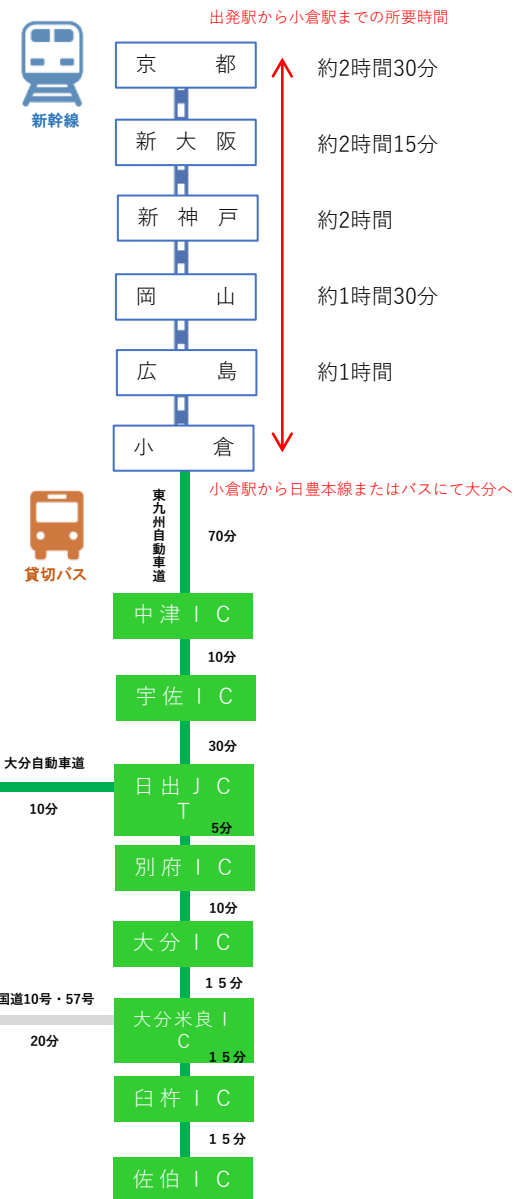 出発駅から小倉駅までの所要時間
新幹線
京都
約2時間30分
新大阪
約2時間15分
新神戸
約2時間
岡山
約1時間30分
広島
約1時間
小倉
小倉駅から日豊本線またはバスにて大分へ
東九州自動車道
70分
貸切バス
中津ＩＣ
10分
宇佐ＩＣ
30分
大分自動車道
10分
日出ＪＣ
Ｔ
5分
別府ＩＣ
10分
大分ＩＣ
１５分
国道10号・57号
20分
大分米良Ｉ
Ｃ
１５分
臼杵ＩＣ
１５分
佐伯ＩＣ